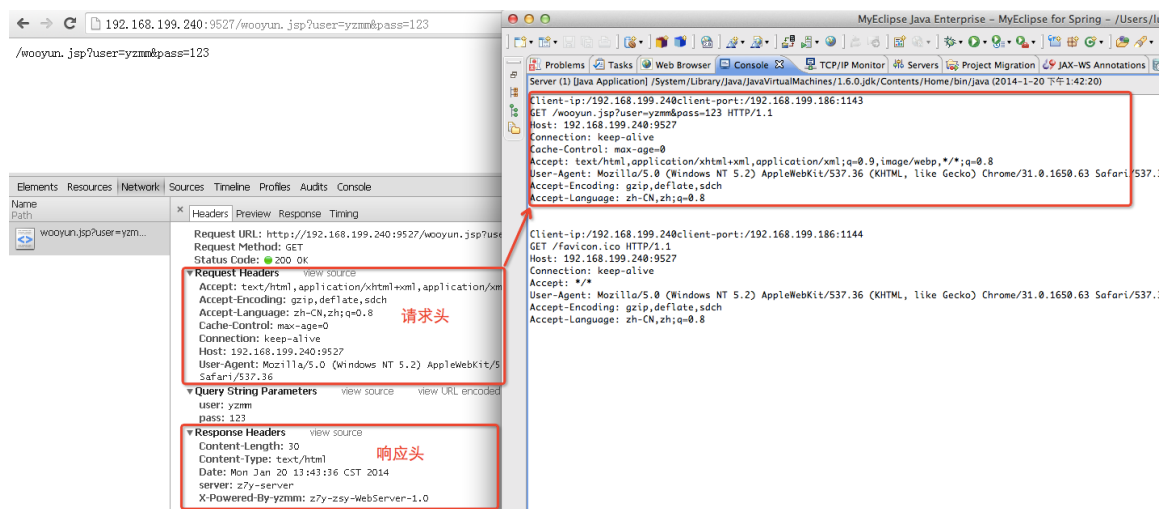 192.168.199.240:9527/wooyun.jsp?user=yzmm&pass=123
/wooyun.jsp?user=yzmm&pass=123
Elements Resources Network Sources Timeline Profiles Audits Console
Name
Path
wooyun.jsp?user=yzm...
× Headers Preview Response Timing
Request URL: http://192.168.199.240:9527/wooyun.jsp?use
Request Method: GET
Status Code: 200 OK
▼Request Headers view source
Accept: text/html,application/xhtml+xml,application/xm
Accept-Encoding: gzip,deflate,sdch
Accept-Language: zh-CN,zh;q=0.8
Cache-Control: max-age=0
Connection: keep-alive
Host: 192.168.199.240:9527
User-Agent: Mozilla/5.0 (Windows NT 5.2) AppleWebKit/5
Safari/537.36
请求头
▼Query String Parameters view source view URL encoded
user: yzmm
pass: 123
▼Response Headers view source
Content-Length: 30
Content-Type: text/html
Date: Mon Jan 20 13:43:36 CST 2014
server: z7y-server
X-Powered-By-yzmm: z7y-zsy-WebServer-1.0
响应头
MyEclipse Java Enterprise – MyEclipse for Spring – /Users/l
Problems Tasks Web Browser Console TCP/IP Monitor Servers Project Migration JAX-WS Annotations
Server (1) [Java Application] /System/Library/Java/JavaVirtualMachines/1.6.0.jdk/Contents/Home/bin/java (2014-1-20 下午1:42:20)
Client-ip:/192.168.199.240client-port:/192.168.199.186:1143
GET /wooyun.jsp?user=yzmm&pass=123 HTTP/1.1
Host: 192.168.199.240:9527
Connection: keep-alive
Cache-Control: max-age=0
Accept: text/html,application/xhtml+xml,application/xml;q=0.9,image/webp,*/*;q=0.8
User-Agent: Mozilla/5.0 (Windows NT 5.2) AppleWebKit/537.36 (KHTML, like Gecko) Chrome/31.0.1650.63 Safari/537.
Accept-Encoding: gzip,deflate,sdch
Accept-Language: zh-CN,zh;q=0.8
Client-ip:/192.168.199.240client-port:/192.168.199.186:1144
GET /favicon.ico HTTP/1.1
Host: 192.168.199.240:9527
Connection: keep-alive
Accept: */*
User-Agent: Mozilla/5.0 (Windows NT 5.2) AppleWebKit/537.36 (KHTML, like Gecko) Chrome/31.0.1650.63 Safari/537.
Accept-Encoding: gzip,deflate,sdch
Accept-Language: zh-CN,zh;q=0.8